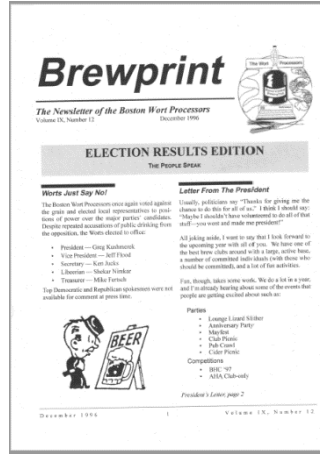 The Wort Processors
Brewprint
The Newsletter of the Boston Wort Processors
Volume IX, Number 12 December 1996
ELECTION RESULTS EDITION
THE PEOPLE SPEAK
Worts Just Say No!
The Boston Wort Processors once again voted against
the grain and elected local representatives to posi-
tions of power over the major parties' candidates.
Despite repeated accusations of public drinking from
the opposition, the Worts elected to office:
• President — Greg
• Vice President — Jeff Flood
• Secretary — Ken Jucks
• Librarian — Shekar Nimkar
• Treasurer — Mike Fertsch
Top Democratic and Republican spokesmen were not
available for comment at press time.
BEER
Letter From The President
Usually, politicians say "Thanks for giving me the
chance to do this for all of us," I think I should say:
"Maybe I shouldn't have volunteered to do all of that
stuff—you went and made me president!"
All joking aside, I want to say that I look forward to
the upcoming year with all of you. We have one of
the best brew clubs around with a large, active base,
a number of committed individuals (with those who
should be committed), and a lot of fun activities.
Fun, though, takes some work. We do a lot in a year,
and I'm already hearing about some of the events that
people are getting excited about such as:
Parties
• Lounge Lizard Slither
• Anniversary Party
• Mayfest
• Club Picnic
• Pub Crawl
• Cider Picnic
Competitions
• BHC '97
• AHA Club-only
President's Letter, page 2
December 1996 1 Volume IX, Number 12